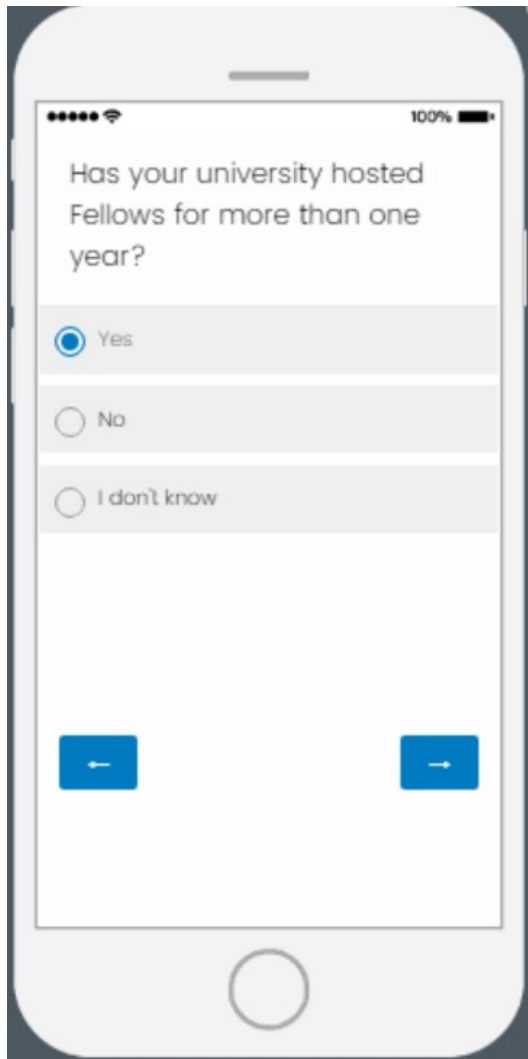 100%
Has your university hosted
Fellows for more than one
year?
Yes
No
I don't know
←
→